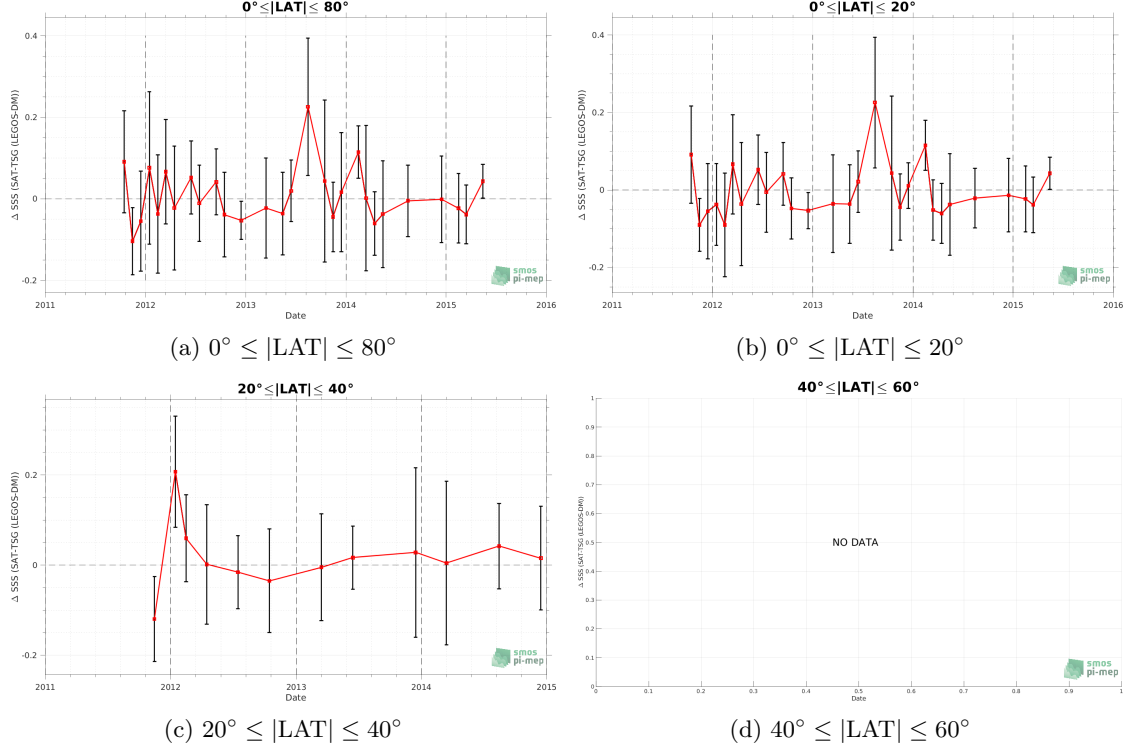 0°≤|LAT|≤ 80°
Δ SSS (SAT-TSG (LEGOS-DM))
0.4
0.2
0
-0.2
2011 2012 2013 2014 2015 2016
Date
smos
pi-mep
(a) 0° ≤ |LAT| ≤ 80°
0°≤|LAT|≤ 20°
Δ SSS (SAT-TSG (LEGOS-DM))
0.4
0.2
0
-0.2
2011 2012 2013 2014 2015 2016
Date
smos
pi-mep
(b) 0° ≤ |LAT| ≤ 20°
20°≤|LAT|≤ 40°
Δ SSS (SAT-TSG (LEGOS-DM))
0.2
0
-0.2
2011 2012 2013 2014 2015
Date
smos
pi-mep
(c) 20° ≤ |LAT| ≤ 40°
40°≤|LAT|≤ 60°
Δ SSS (SAT-TSG (LEGOS-DM))
1
0.9
0.8
0.7
0.6
0.5
0.4
0.3
0.2
0.1
0
NO DATA
0 0.1 0.2 0.3 0.4 0.5 0.6 0.7 0.8 0.9 1
Date
smos
pi-mep
(d) 40° ≤ |LAT| ≤ 60°